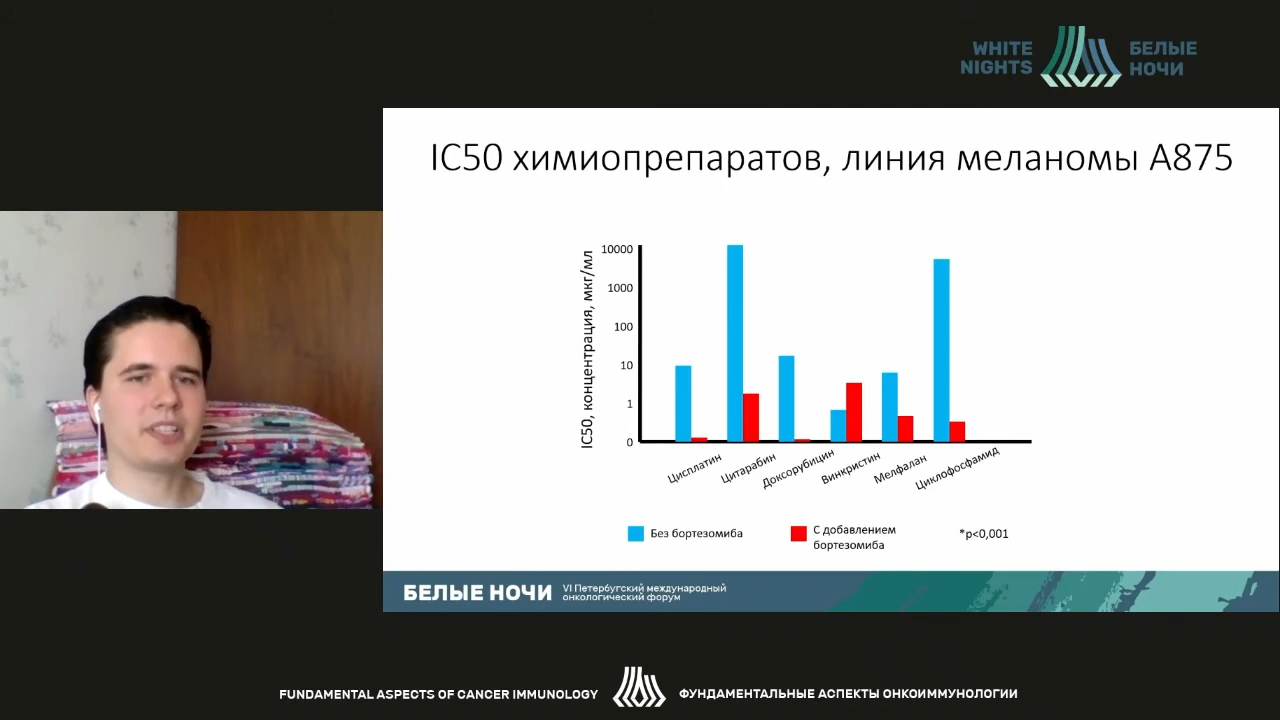 WHITE
NIGHTS
БЕЛЫЕ
НОЧИ
IC50 химиопрепаратов, линия меланомы A875
IC50, концентрация, мкг/мл
10000
1000
100
10
1
0
Цисплатин
Цитарабин
Доксорубицин
Винкристин
Мелфалан
Циклофосфамид
Без бортезомиба
С добавлением
бортезомиба
*p<0,001
БЕЛЫЕ НОЧИ
VI Петербугский международный
онкологический форум
FUNDAMENTAL ASPECTS OF CANCER IMMUNOLOGY
ФУНДАМЕНТАЛЬНЫЕ АСПЕКТЫ ОНКОИММУНОЛОГИИ